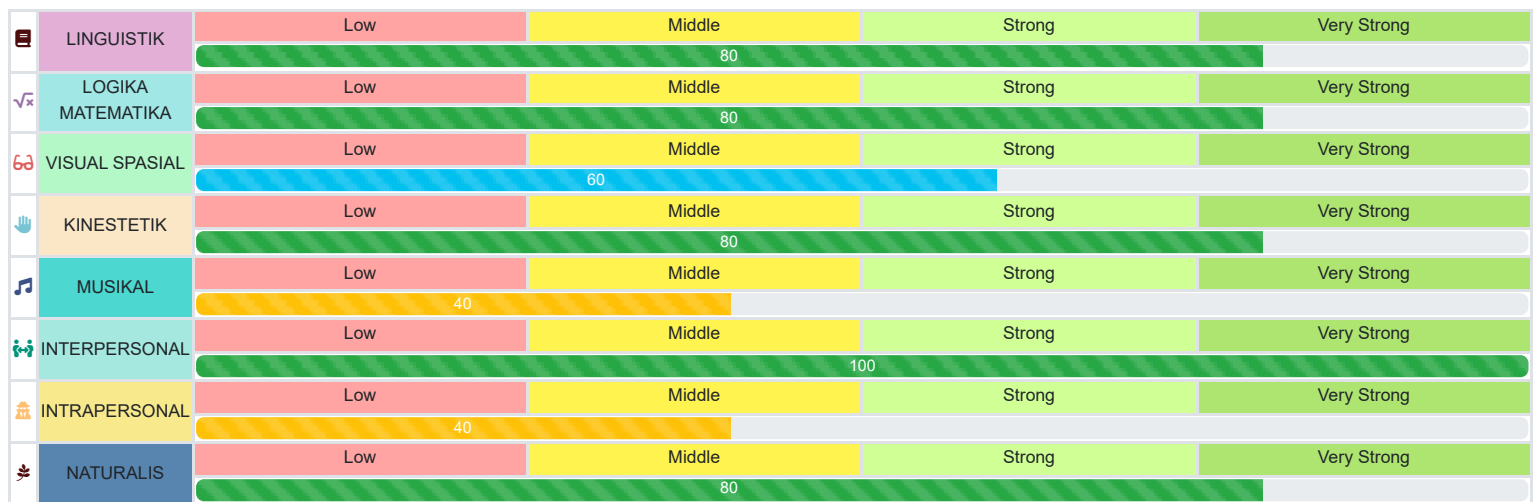 LINGUISTIK
Low Middle Strong Very Strong
80
LOGIKA
MATEMATIKA
Low Middle Strong Very Strong
80
VISUAL SPASIAL
Low Middle Strong Very Strong
60
KINESTETIK
Low Middle Strong Very Strong
80
MUSIKAL
Low Middle Strong Very Strong
40
INTERPERSONAL
Low Middle Strong Very Strong
100
INTRAPERSONAL
Low Middle Strong Very Strong
40
NATURALIS
Low Middle Strong Very Strong
80